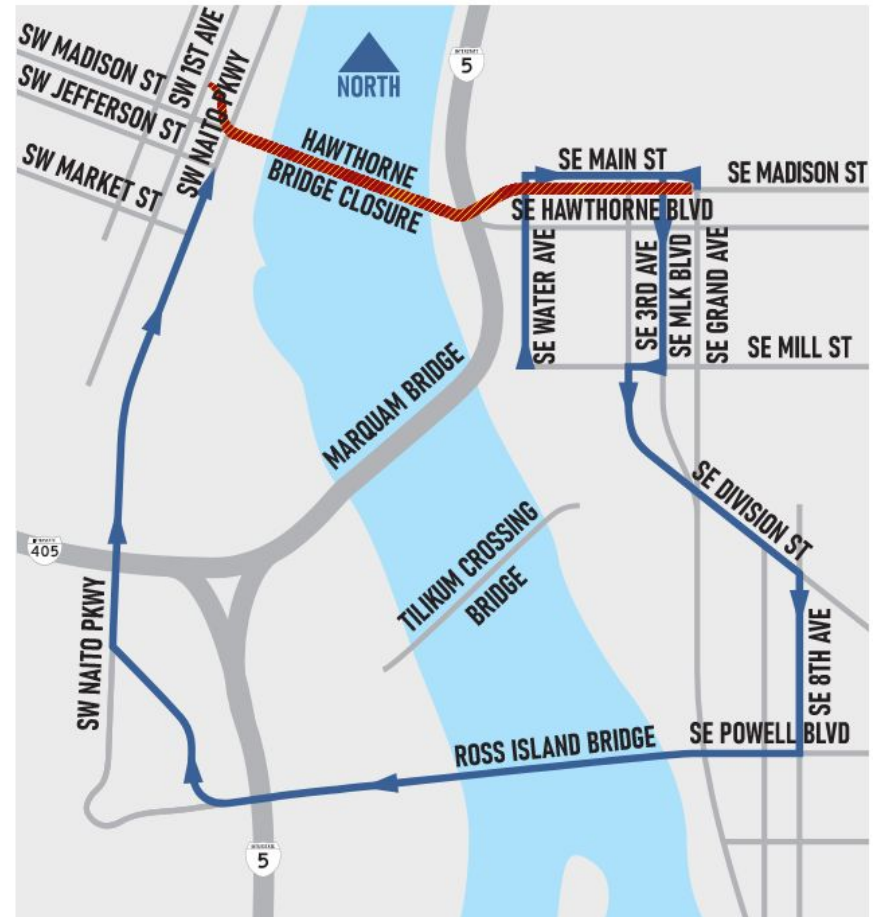 SW MADISON ST
SW 1ST AVE
SW JEFFERSON ST
SW NAITO PKWY
SW MARKET ST
NORTH
5
HAWTHORNE
BRIDGE CLOSURE
SE MAIN ST
SE MADISON ST
SE HAWTHORNE BLVD
SE WATER AVE
SE 3RD AVE
SE MLK BLVD
SE GRAND AVE
SE MILL ST
MARQUAM BRIDGE
SE DIVISION ST
405
TILIKUM CROSSING
BRIDGE
SW NAITO PKWY
SE 8TH AVE
ROSS ISLAND BRIDGE
SE POWELL BLVD
5